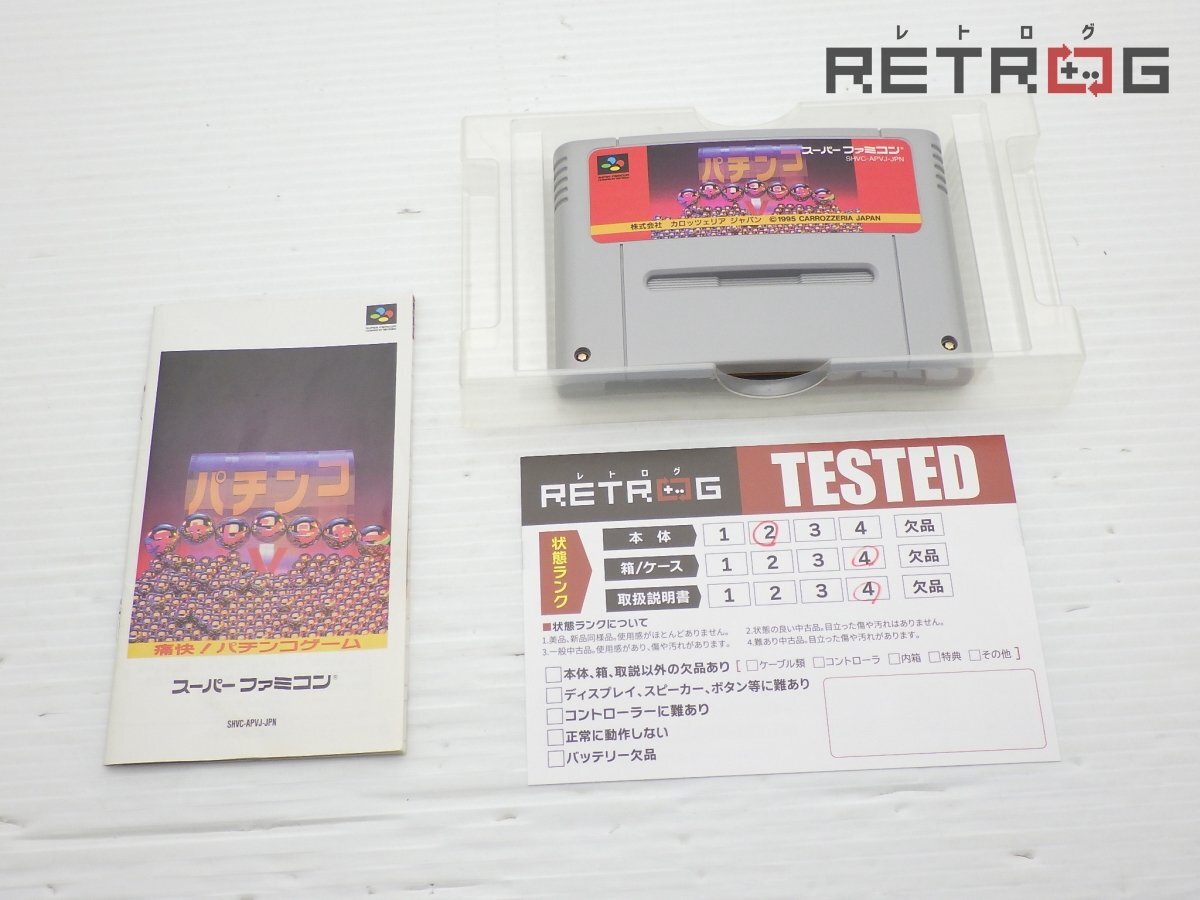 レトログ
RETROG
スーパーファミコン
SHVC-APVJ-JPN
パチンコ
株式会社 カロッツェリア ジャパン ©1995 CARROZZERIA JAPAN
パチンコ
痛快!パチンコゲーム
スーパーファミコン®
SHVC-APVJ-JPN
レトログ
RETROG
TESTED
状態ランク
本体 1 2 3 4 欠品
箱/ケース 1 2 3 4 欠品
取扱説明書 1 2 3 4 欠品
■状態ランクについて
1.美品、新品同様品。使用感がほとんどありません。 2.状態の良い中古品。目立った傷や汚れはありません。
3.一般中古品。使用感があり、傷や汚れがあります。 4.難あり中古品。目立った傷や汚れがあります。
□本体、箱、取説以外の欠品あり [ □ケーブル類 □コントローラ □内箱 □特典 □その他 ]
□ディスプレイ、スピーカー、ボタン等に難あり
□コントローラーに難あり
□正常に動作しない
□バッテリー欠品